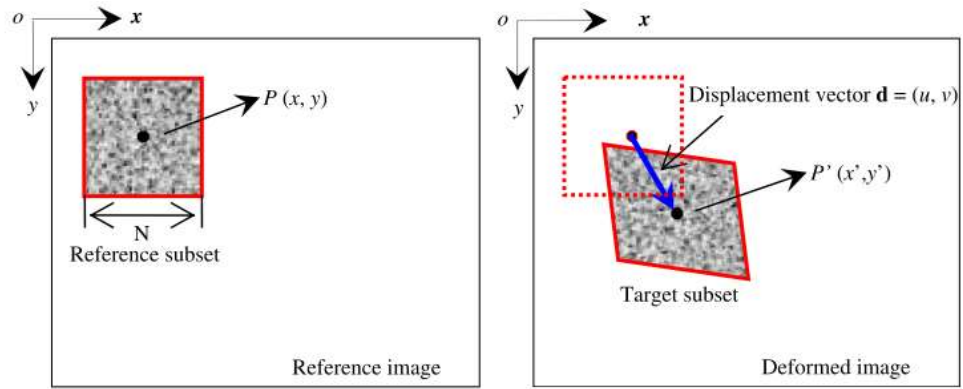 o
x
y
P (x, y)
N
Reference subset
Reference image
o
x
y
Displacement vector d = (u, v)
P’ (x’,y’)
Target subset
Deformed image